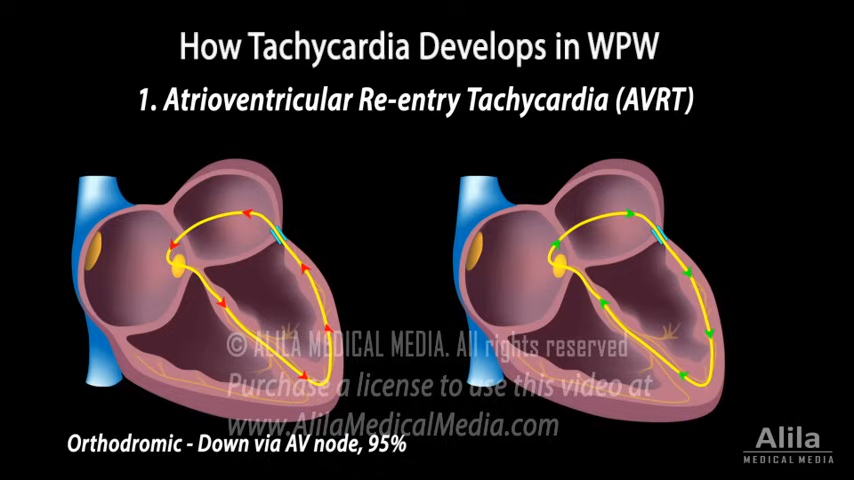 How Tachycardia Develops in WPW
1. Atrioventricular Re-entry Tachycardia (AVRT)
© ALILA MEDICAL MEDIA. All rights reserved
Purchase a license to use this video at
www.AlilaMedicalMedia.com
Orthodromic - Down via AV node, 95%
Alila
MEDICAL MEDIA